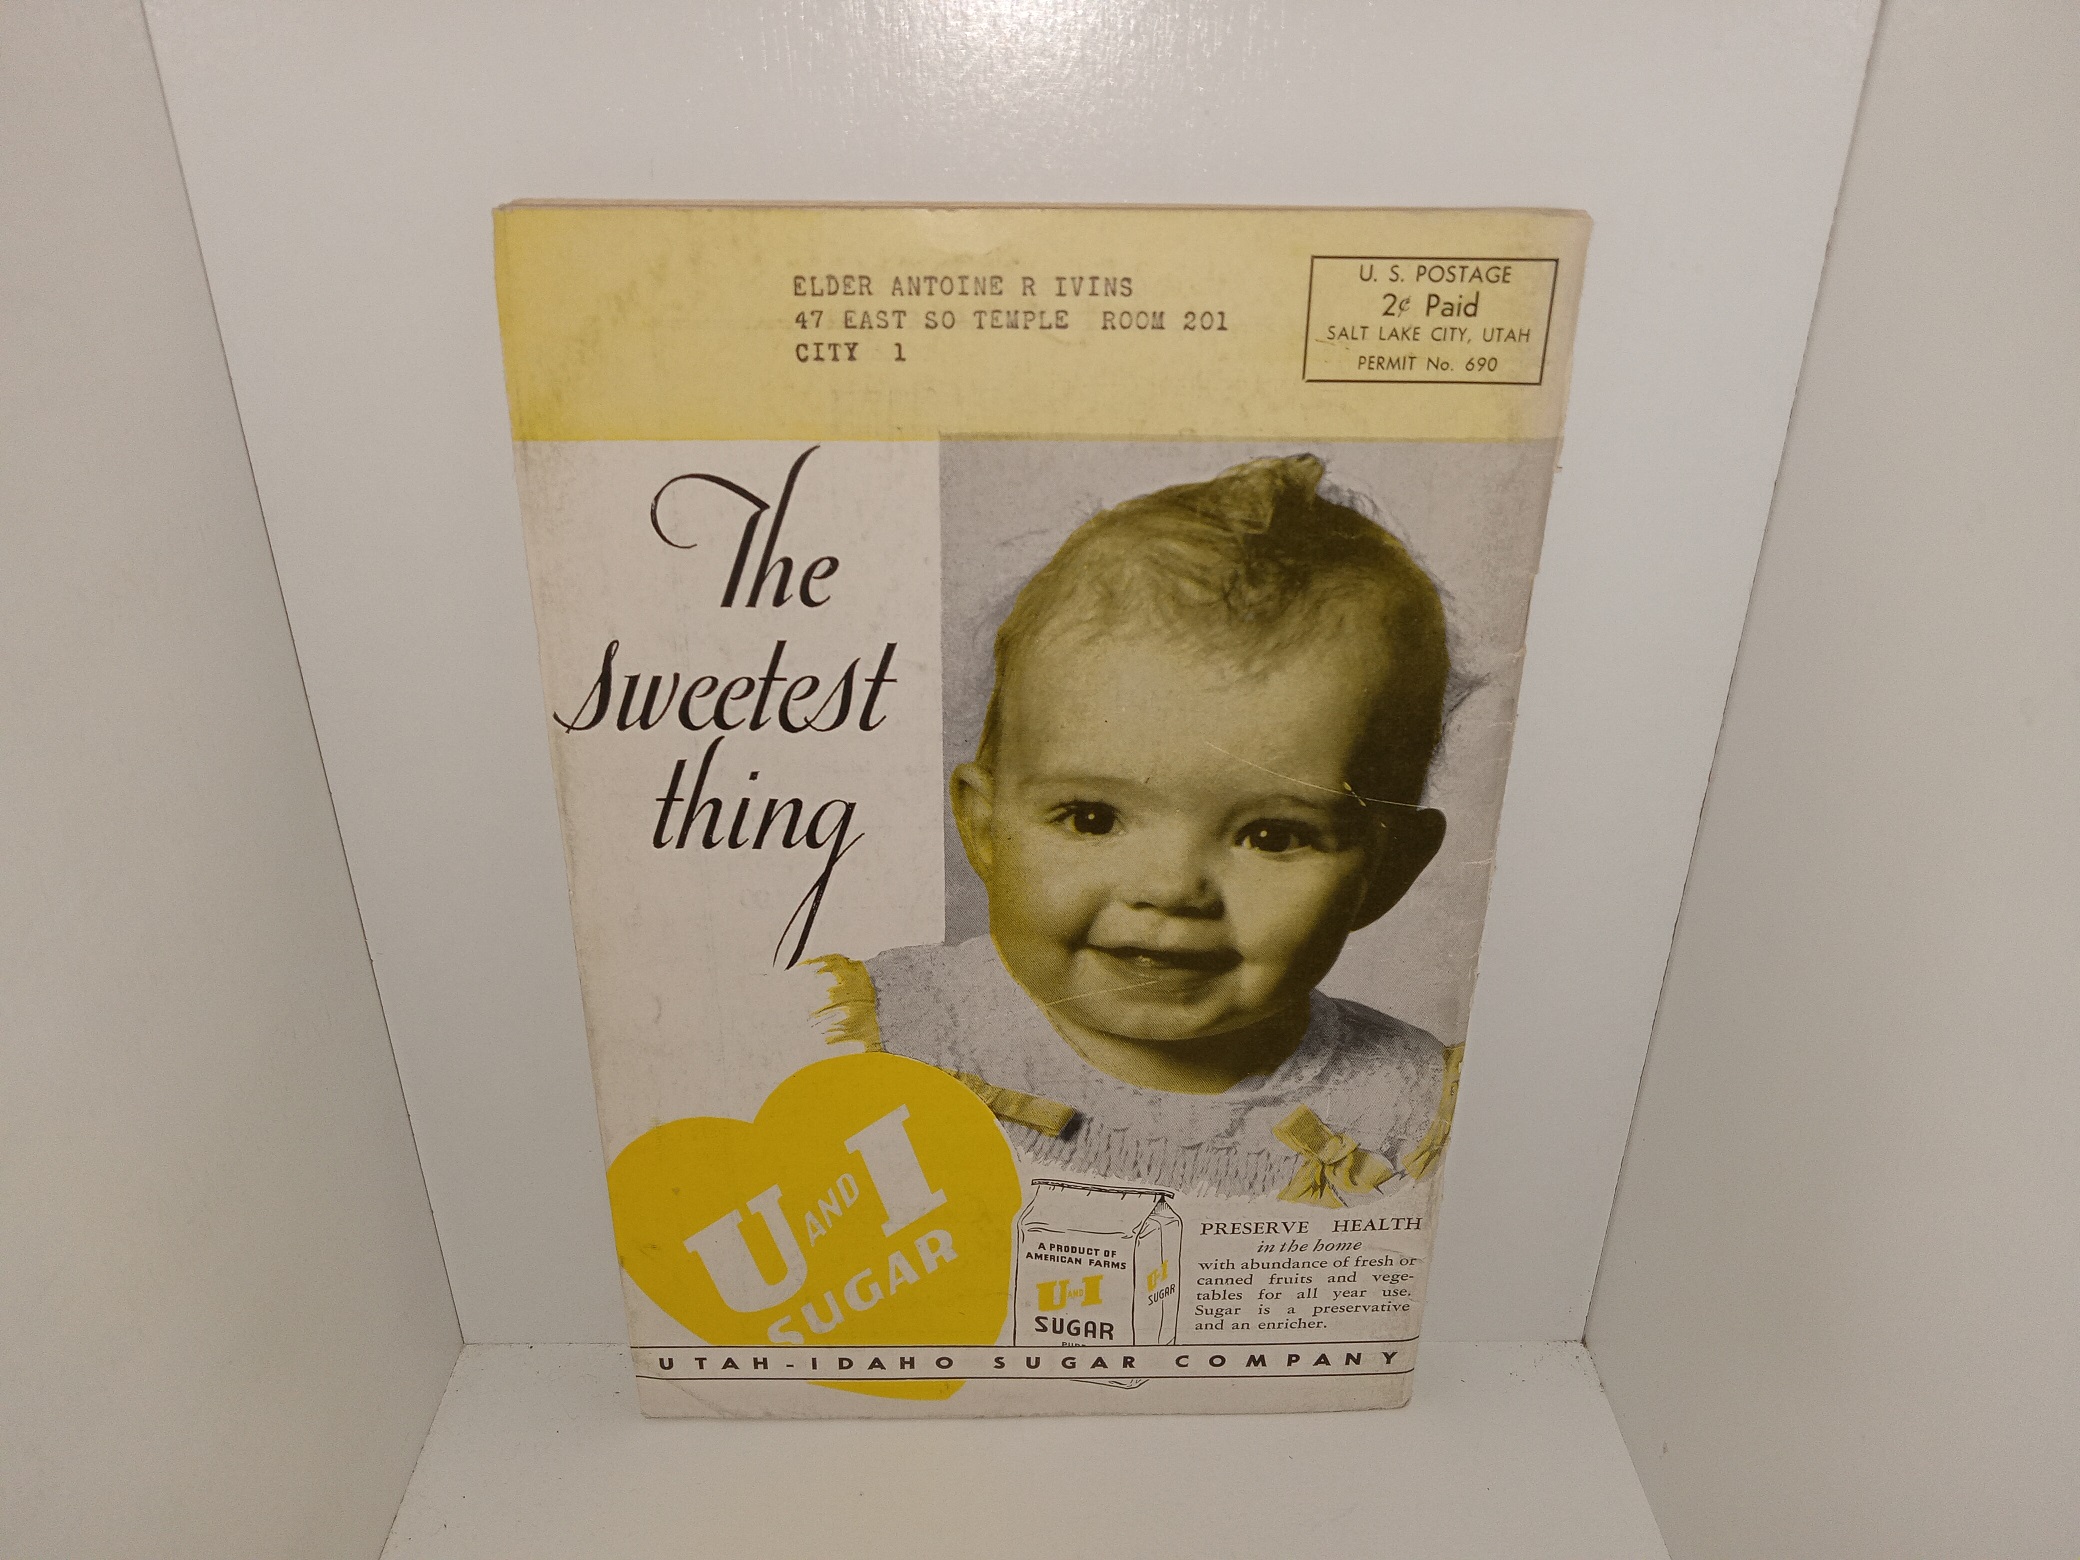 ELDER ANTOINE R IVINS
47 EAST SO TEMPLE ROOM 201
CITY 1
U. S. POSTAGE
2¢ Paid
SALT LAKE CITY, UTAH
PERMIT No. 690
The
sweetest
thing
U AND I
SUGAR
A PRODUCT OF
AMERICAN FARMS
U AND I
SUGAR
U AND I
SUGAR
PRESERVE HEALTH
in the home
with abundance of fresh or
canned fruits and vege-
tables for all year use.
Sugar is a preservative
and an enricher.
UTAH-IDAHO SUGAR COMPANY